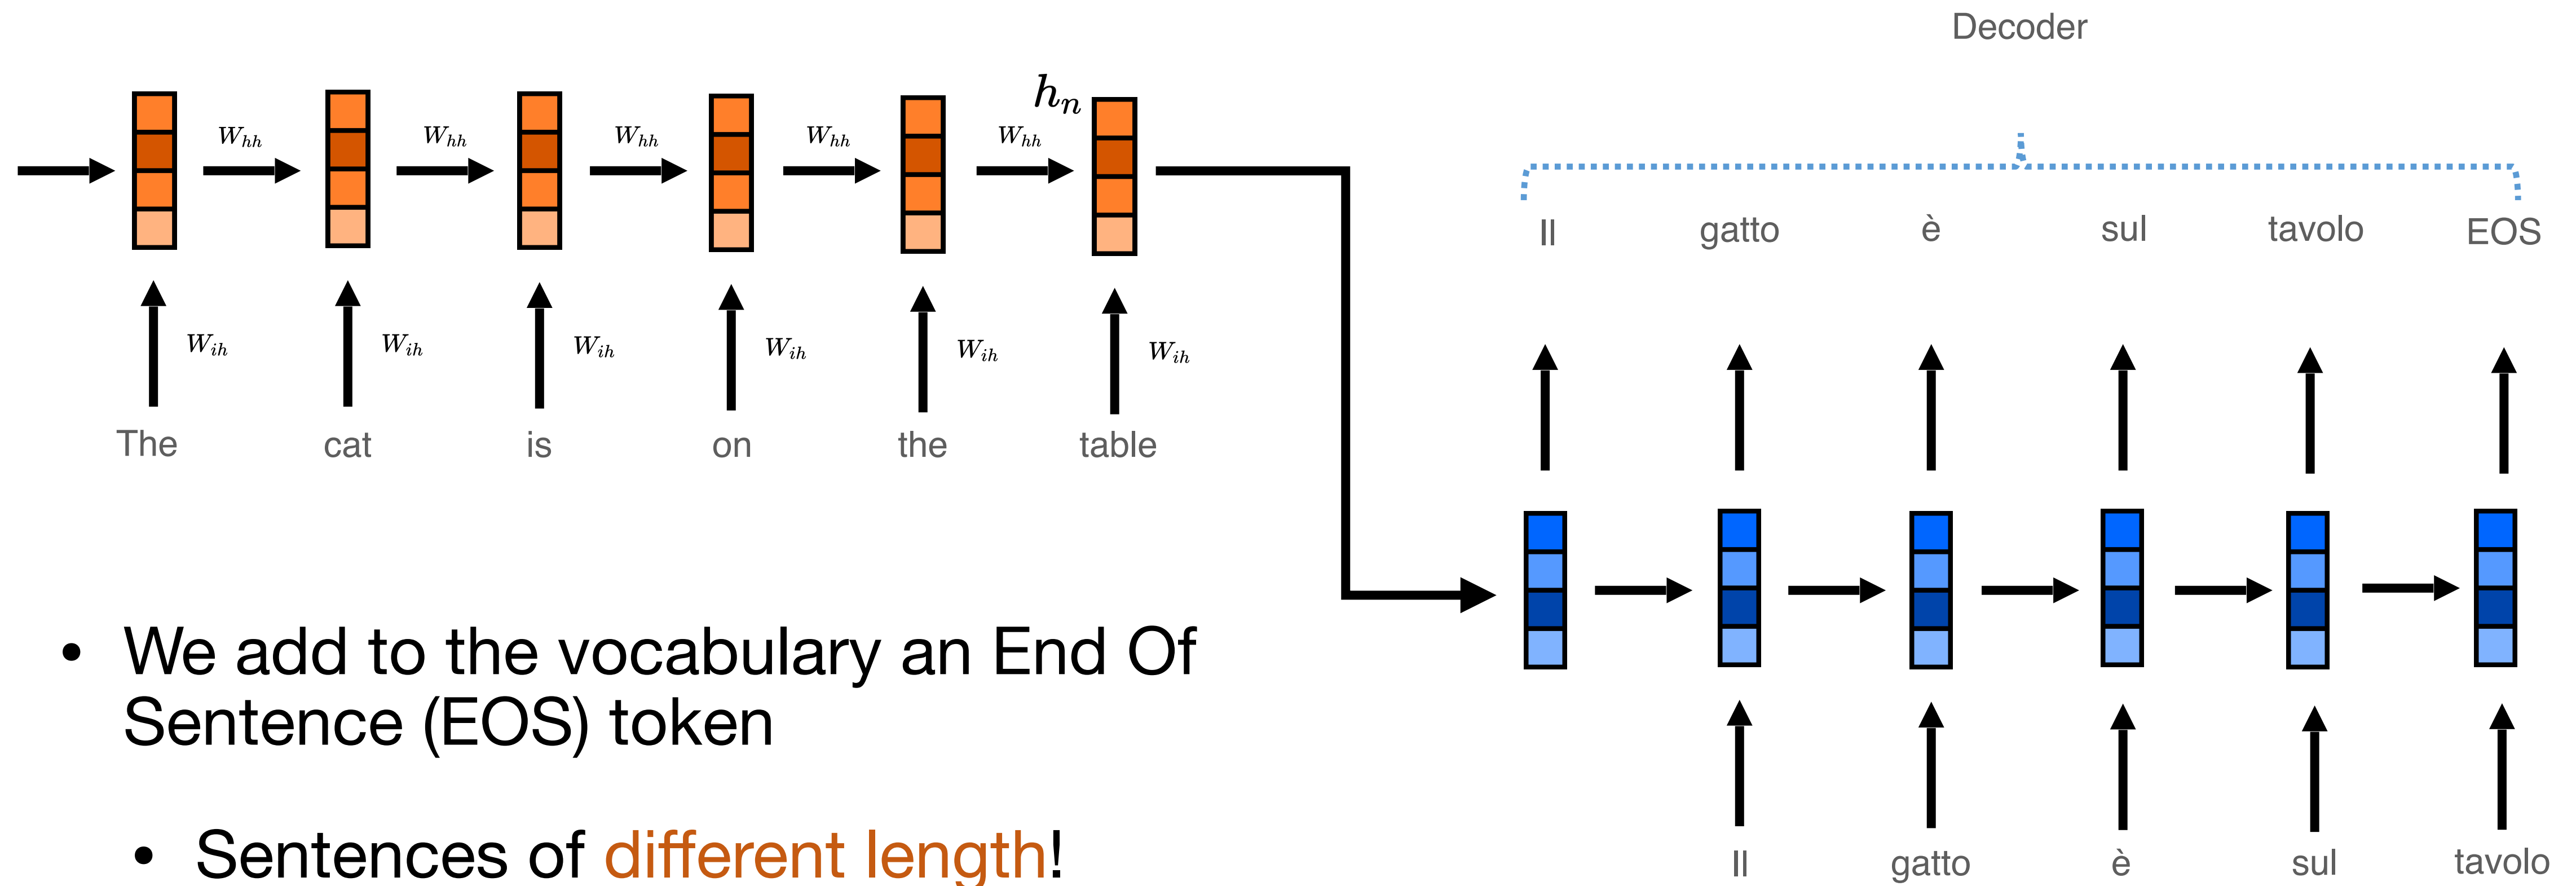 Decoder
h_n
W_hh W_hh W_hh W_hh W_hh
Il gatto è sul tavolo EOS
W_ih W_ih W_ih W_ih W_ih W_ih
The cat is on the table
• We add to the vocabulary an End Of
Sentence (EOS) token
• Sentences of different length!
Il gatto è sul tavolo